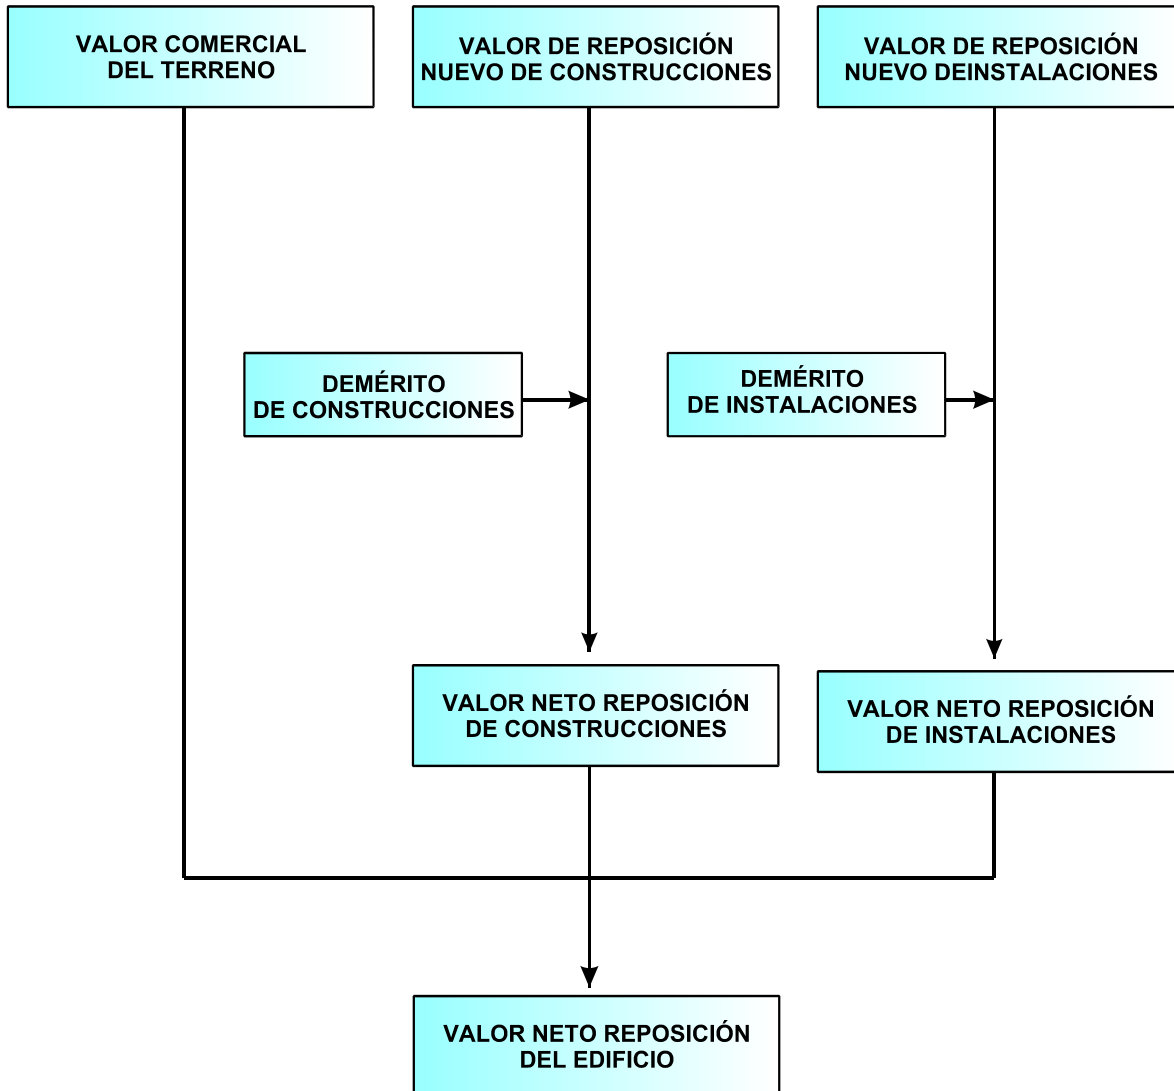 VALOR COMERCIAL
DEL TERRENO
VALOR DE REPOSICIÓN
NUEVO DE CONSTRUCCIONES
VALOR DE REPOSICIÓN
NUEVO DEINSTALACIONES
DEMÉRITO
DE CONSTRUCCIONES
DEMÉRITO
DE INSTALACIONES
VALOR NETO REPOSICIÓN
DE CONSTRUCCIONES
VALOR NETO REPOSICIÓN
DE INSTALACIONES
VALOR NETO REPOSICIÓN
DEL EDIFICIO